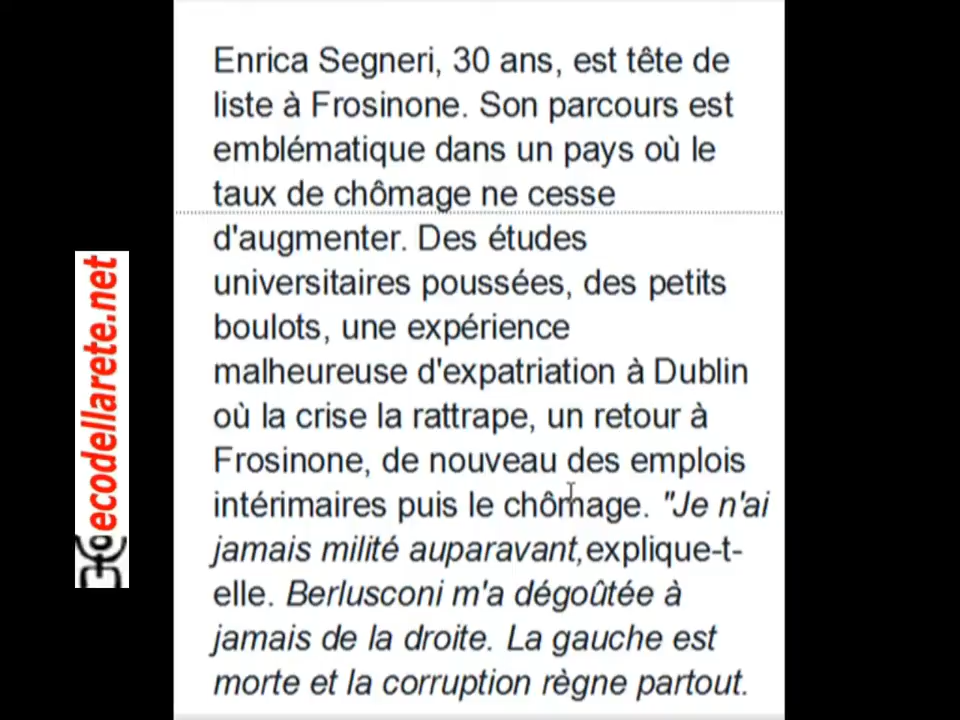 Enrica Segneri, 30 ans, est tête de
liste à Frosinone. Son parcours est
emblématique dans un pays où le
taux de chômage ne cesse
d'augmenter. Des études
universitaires poussées, des petits
boulots, une expérience
malheureuse d'expatriation à Dublin
où la crise la rattrape, un retour à
Frosinone, de nouveau des emplois
intérimaires puis le chômage. "Je n'ai
jamais milité auparavant,explique-t-
elle. Berlusconi m'a dégoûtée à
jamais de la droite. La gauche est
morte et la corruption règne partout.
ecodellarete.net